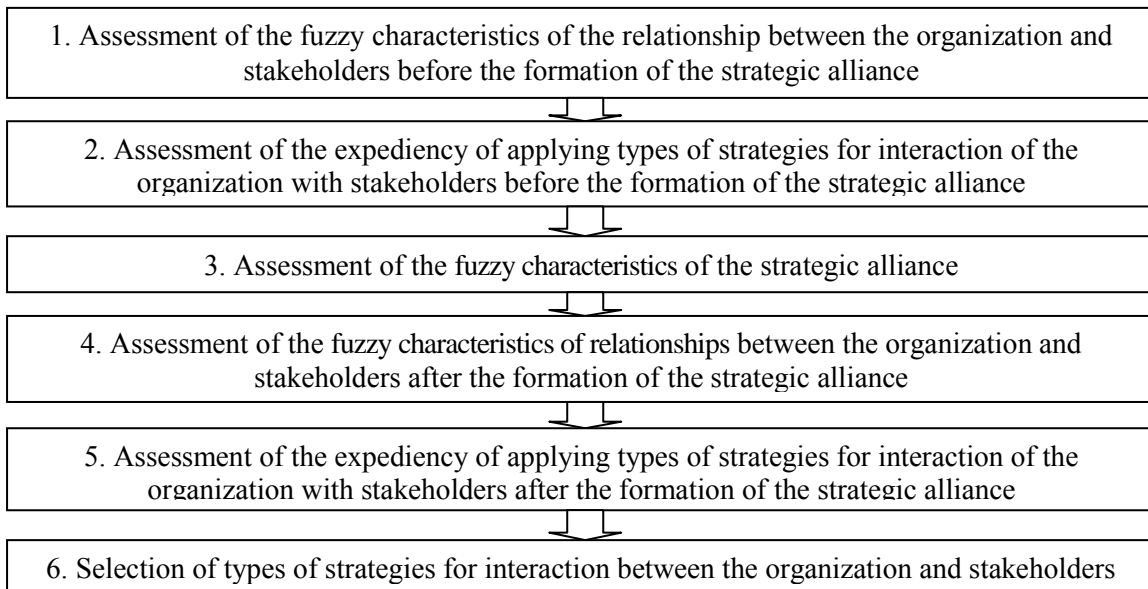 1. Assessment of the fuzzy characteristics of the relationship between the organization and
stakeholders before the formation of the strategic alliance
2. Assessment of the expediency of applying types of strategies for interaction of the
organization with stakeholders before the formation of the strategic alliance
3. Assessment of the fuzzy characteristics of the strategic alliance
4. Assessment of the fuzzy characteristics of relationships between the organization and
stakeholders after the formation of the strategic alliance
5. Assessment of the expediency of applying types of strategies for interaction of the
organization with stakeholders after the formation of the strategic alliance
6. Selection of types of strategies for interaction between the organization and stakeholders